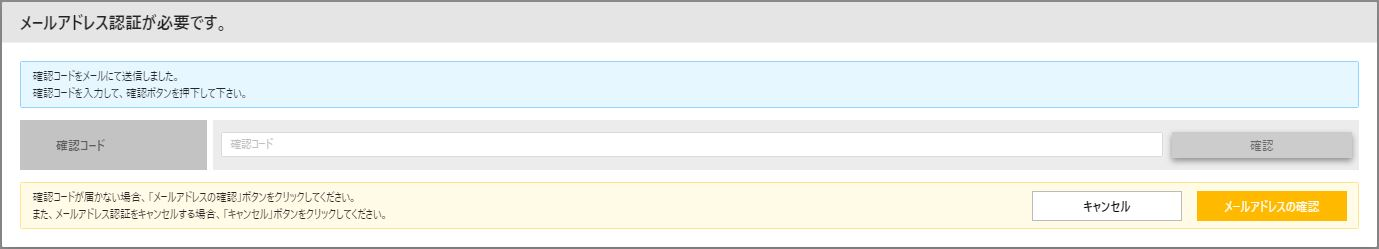 メールアドレス認証が必要です。
確認コードをメールにて送信しました。
確認コードを入力して、確認ボタンを押下して下さい。
確認コード
確認コード
確認
確認コードが届かない場合、「メールアドレスの確認」ボタンをクリックしてください。
また、メールアドレス認証をキャンセルする場合、「キャンセル」ボタンをクリックしてください。
キャンセル
メールアドレスの確認